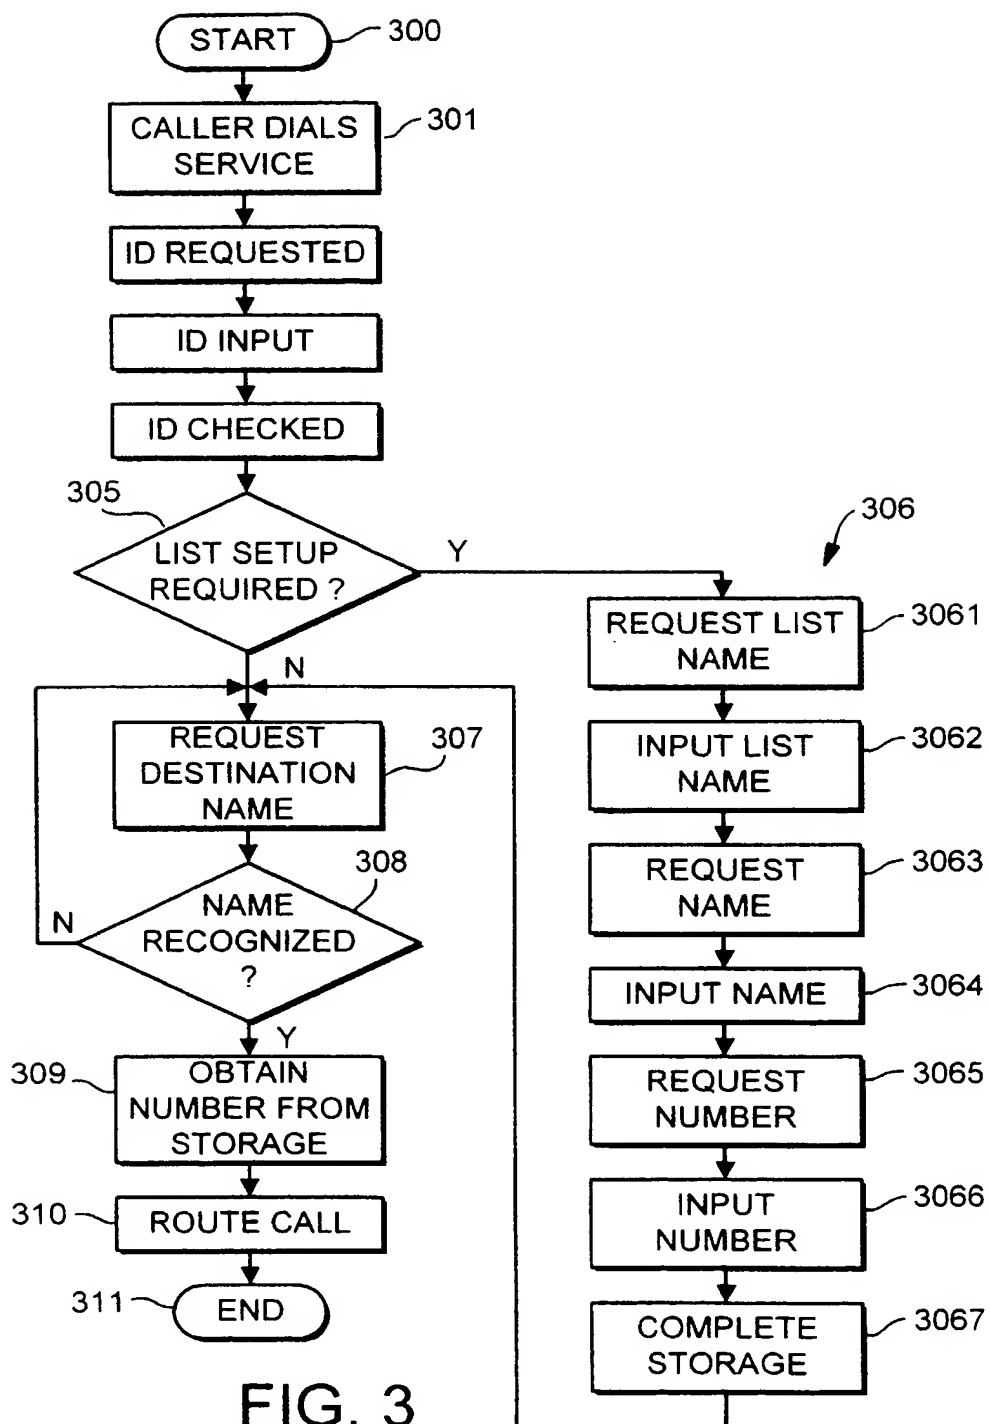 START
300
CALLER DIALS
SERVICE
301
ID REQUESTED
ID INPUT
ID CHECKED
305
LIST SETUP
REQUIRED ?
Y
N
REQUEST
DESTINATION
NAME
307
308
NAME
RECOGNIZED
?
N
Y
309
OBTAIN
NUMBER FROM
STORAGE
310
ROUTE CALL
311
END
306
REQUEST LIST
NAME
3061
INPUT LIST
NAME
3062
REQUEST
NAME
3063
INPUT NAME
3064
REQUEST
NUMBER
3065
INPUT
NUMBER
3066
COMPLETE
STORAGE
3067
FIG. 3